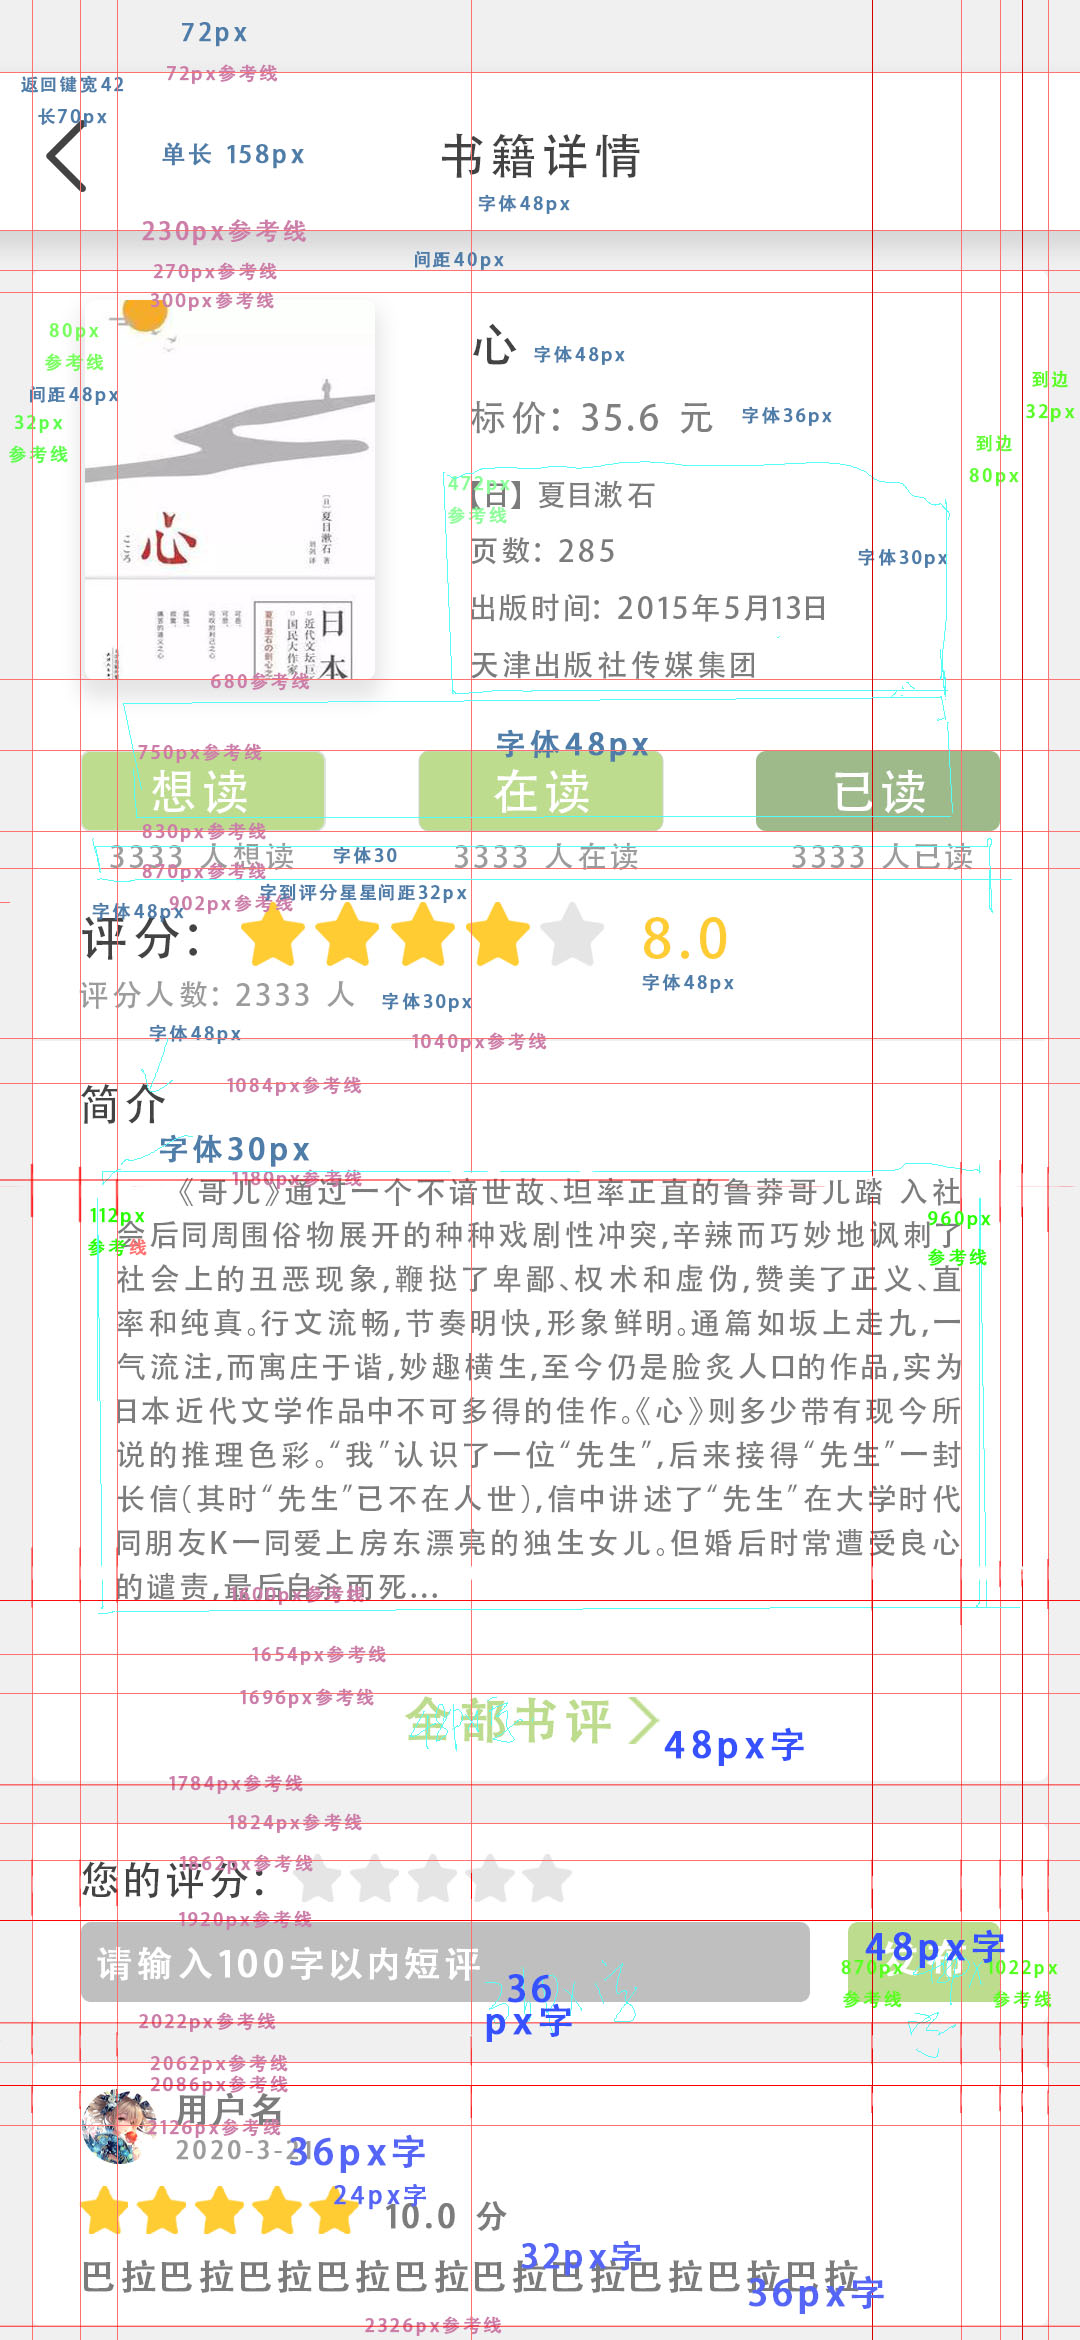 72px
72px参考线
返回键宽42
长70px
单长 158px
书籍详情
字体48px
230px参考线
间距40px
270px参考线
300px参考线
80px
参考线
间距48px
32px
参考线
心
字体48px
到边
32px
标价: 35.6 元
字体36px
到边
80px
472px
参考线
【日】夏目漱石
页数: 285
字体30px
出版时间: 2015年5月13日
天津出版社传媒集团
[日]夏目漱石 著
心
こころ
日本
680参考线
字体48px
750px参考线
想读
在读
已读
830px参考线
3333 人想读
字体30
3333 人在读
3333 人已读
870px参考线
字到评分星星间距32px
902px参考线
字体48px
评分:
8.0
字体48px
评分人数: 2333 人
字体30px
字体48px
1040px参考线
1084px参考线
简介
字体30px
1180px参考线
《哥儿》通过一个不谙世故、坦率正直的鲁莽哥儿踏 入社
会后同周围俗物展开的种种戏剧性冲突,辛辣而巧妙地讽刺了
112px
参考线
960px
参考线
社会上的丑恶现象,鞭挞了卑鄙、权术和虚伪,赞美了正义、直
率和纯真。行文流畅,节奏明快,形象鲜明。通篇如坂上走九,一
气流注,而寓庄于谐,妙趣横生,至今仍是脸炙人口的作品,实为
日本近代文学作品中不可多得的佳作。《心》则多少带有现今所
说的推理色彩。“我”认识了一位“先生”,后来接得“先生”一封
长信(其时“先生”已不在人世),信中讲述了“先生”在大学时代
同朋友K一同爱上房东漂亮的独生女儿。但婚后时常遭受良心
的谴责,最后自杀而死...
1600px参考线
1654px参考线
1696px参考线
全部书评
48px字
1784px参考线
1824px参考线
1862px参考线
您的评分:
1920px参考线
请输入100字以内短评
48px字
870px
参考线
1022px
参考线
36
px字
2022px参考线
2062px参考线
2086px参考线
用户名
2126px参考线
2020-3-21
36px字
24px字
10.0 分
32px字
巴拉巴拉巴拉巴拉巴拉巴拉巴拉巴拉巴拉巴拉
36px字
2326px参考线